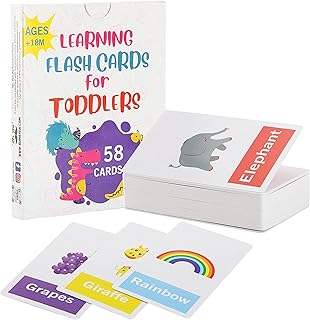 AGES
+18M
LEARNING
FLASH CARDS
for
TODDLERS
58
CARDS
Elephant
Grapes
Giraffe
Rainbow